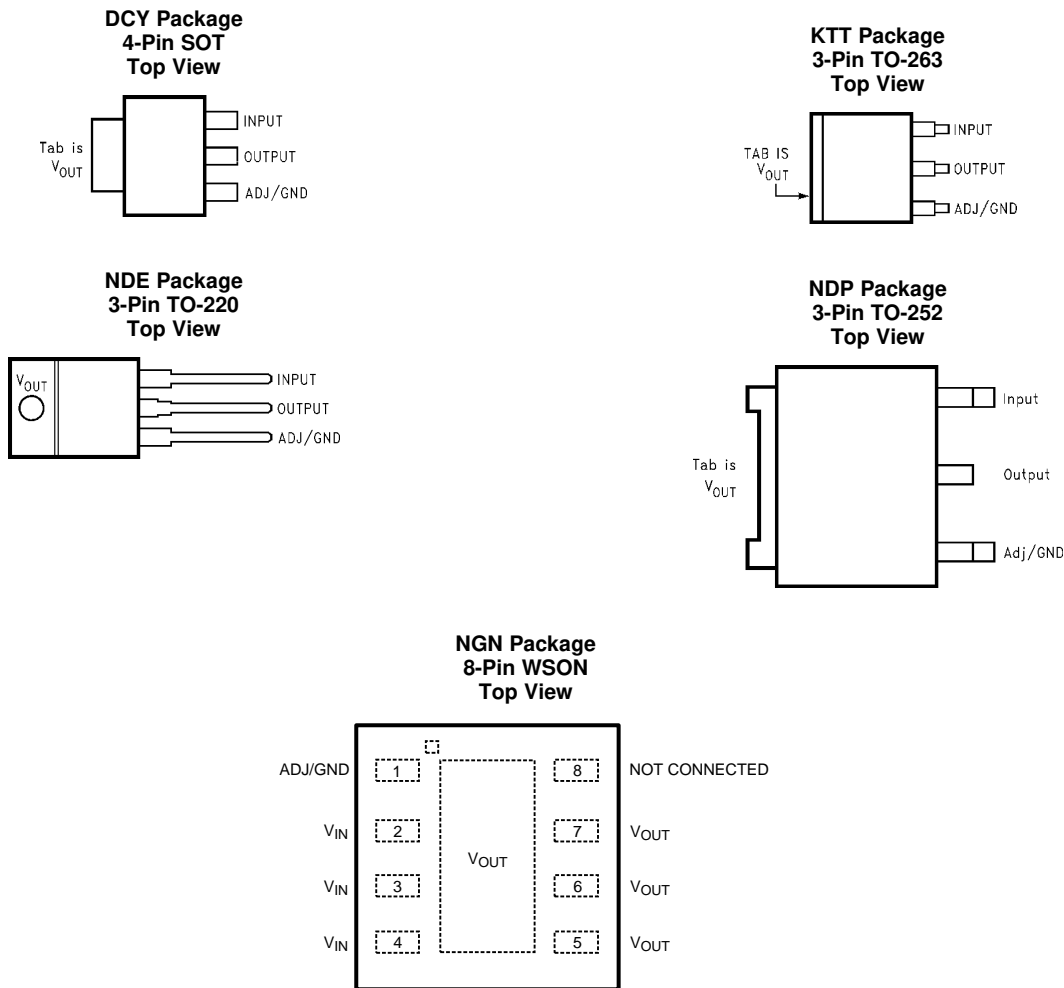 DCY Package
4-Pin SOT
Top View
INPUT
Tab is
VOUT
OUTPUT
ADJ/GND
KTT Package
3-Pin TO-263
Top View
INPUT
TAB IS
VOUT
OUTPUT
ADJ/GND
NDE Package
3-Pin TO-220
Top View
VOUT
INPUT
OUTPUT
ADJ/GND
NDP Package
3-Pin TO-252
Top View
Input
Tab is
VOUT
Output
Adj/GND
NGN Package
8-Pin WSON
Top View
ADJ/GND 1 8 NOT CONNECTED
VIN 2 7 VOUT
VOUT
VIN 3 6 VOUT
VIN 4 5 VOUT